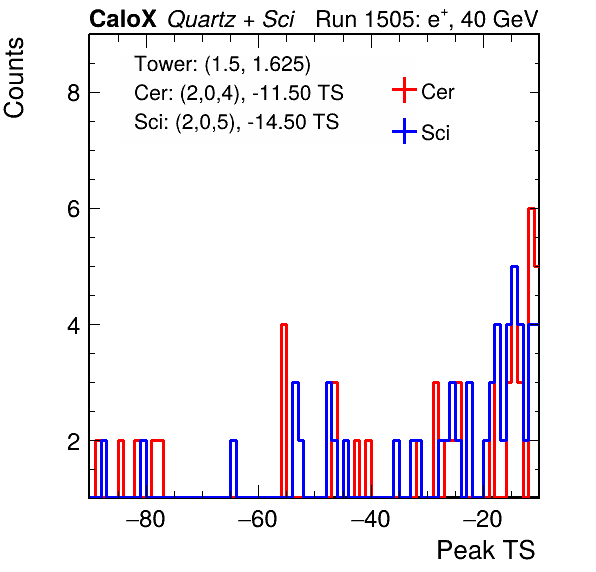 CaloX Quartz + Sci Run 1505: e⁺, 40 GeV
Tower: (1.5, 1.625)
Cer: (2,0,4), -11.50 TS
Sci: (2,0,5), -14.50 TS
Cer
Sci
Counts
8
6
4
2
−80 −60 −40 −20
Peak TS